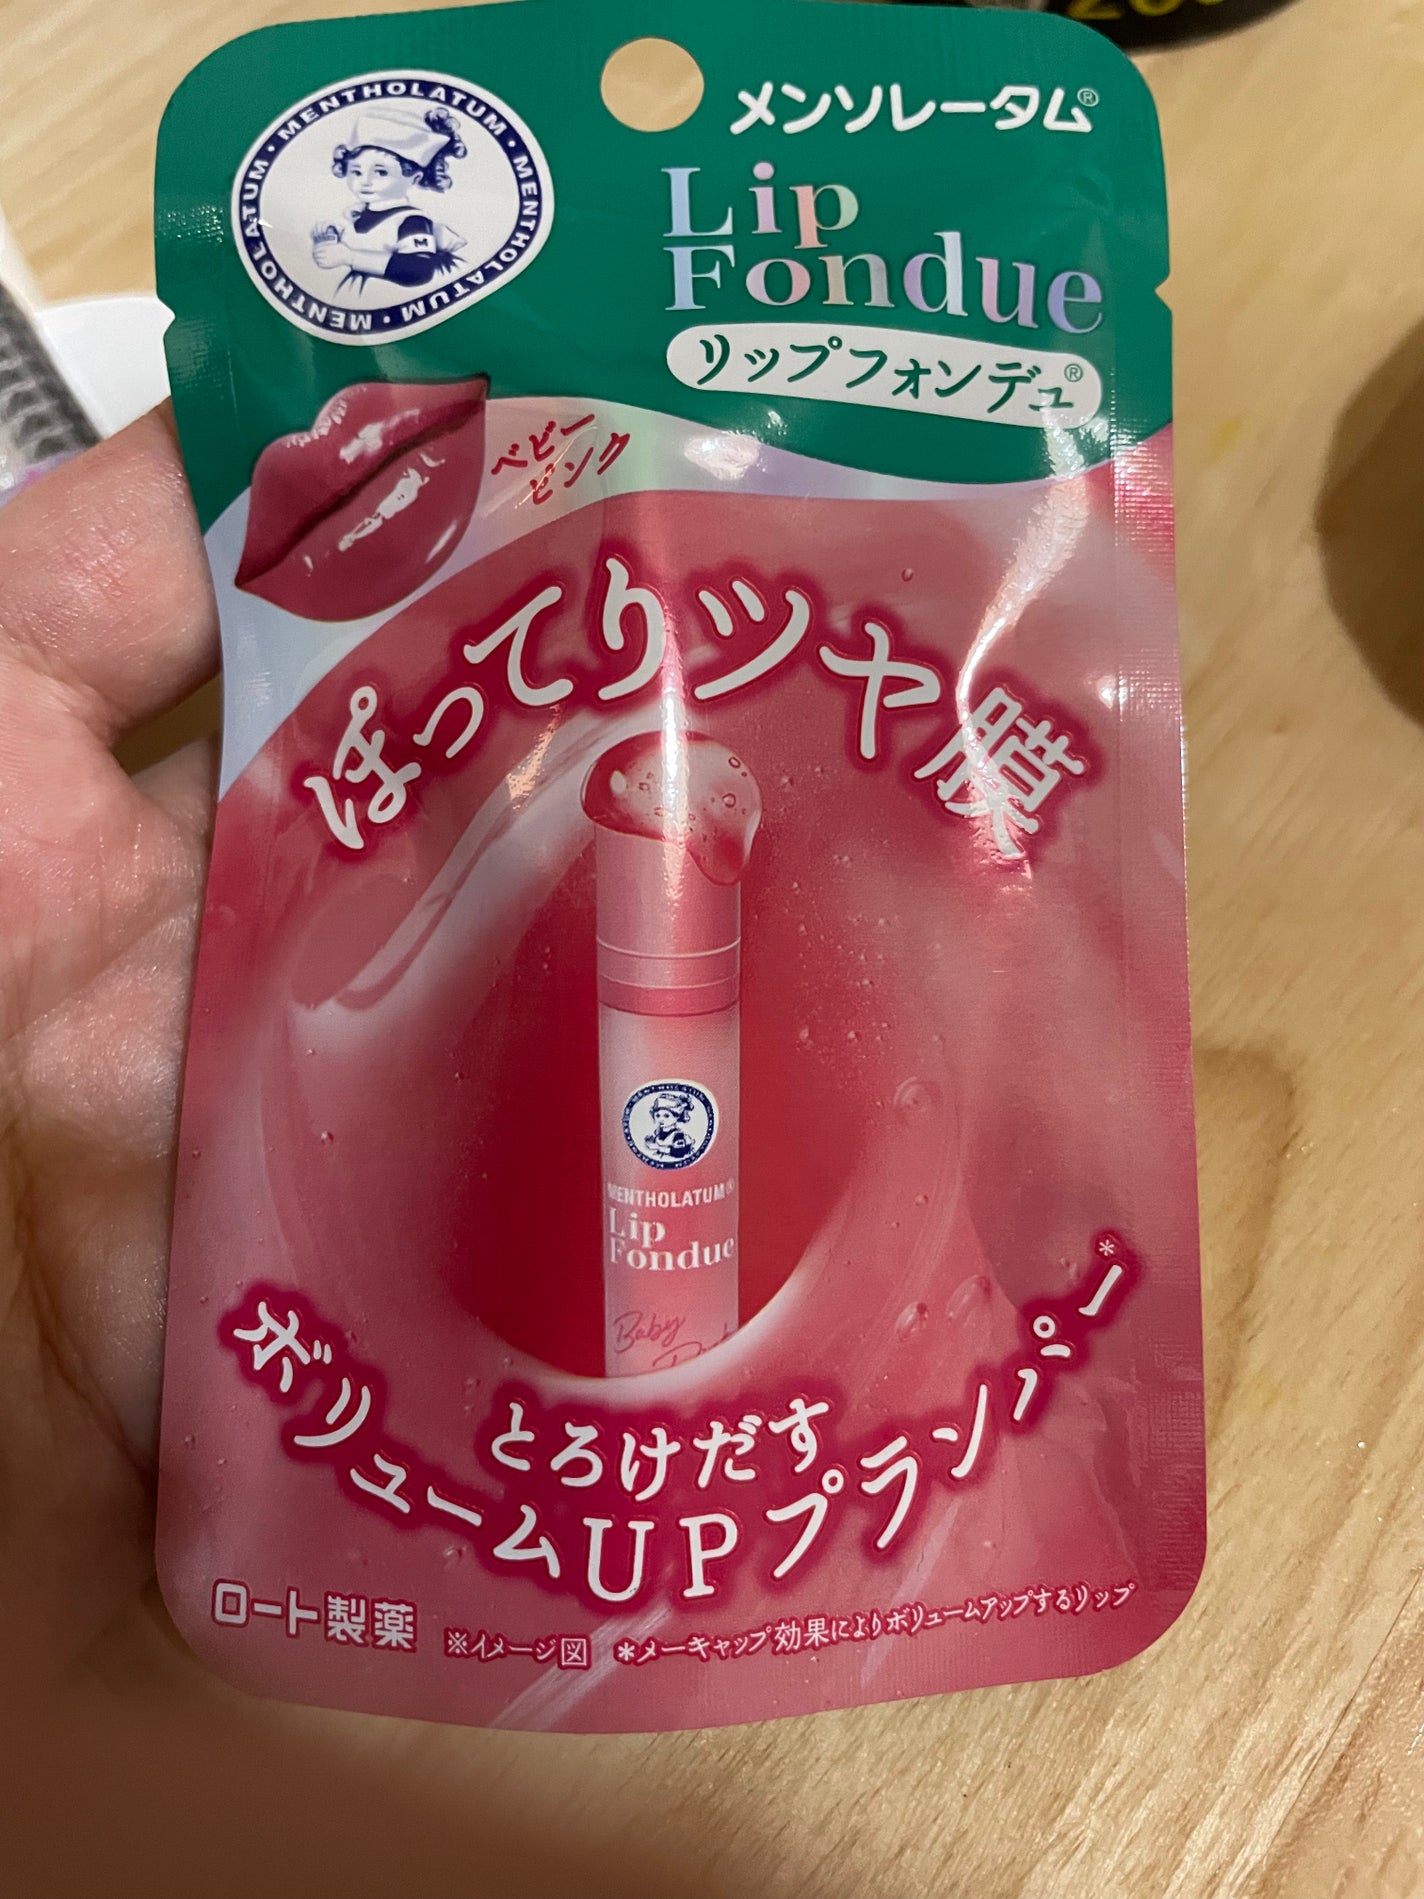 MENTHOLATUM・MENTHOLATUM・MENTHOLATUM・MENTHOLATUM・
M
メンソレータム®
Lip
Fondue
リップフォンデュ®
ベビー
ピンク
ぽってりツヤ膜
MENTHOLATUM®
Lip
Fondue
Baby
とろけだす
ボリュームUPプランパー*
ロート製薬
※イメージ図
*メーキャップ効果によりボリュームアップするリップ